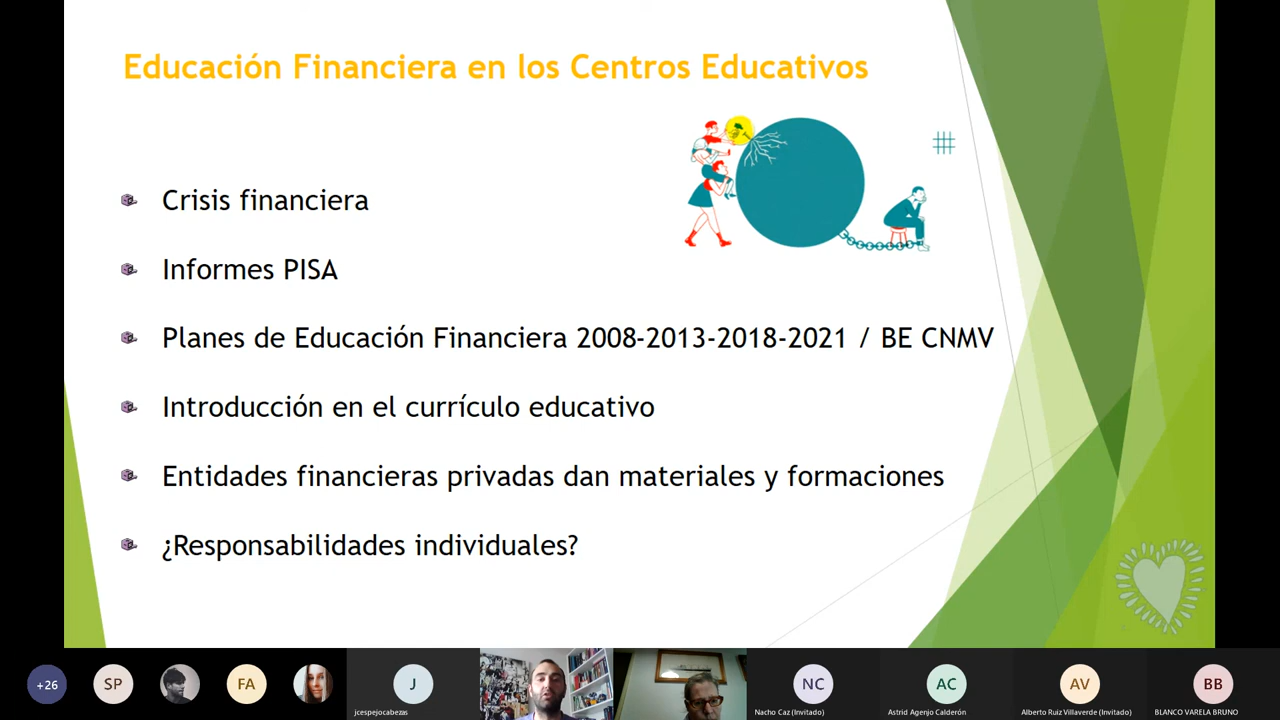 Educación Financiera en los Centros Educativos
Crisis financiera
Informes PISA
Planes de Educación Financiera 2008-2013-2018-2021 / BE CNMV
Introducción en el currículo educativo
Entidades financieras privadas dan materiales y formaciones
¿Responsabilidades individuales?
+26
SP
FA
J
jcespejocabezas
NC
Nacho Caz (Invitado)
AC
Astrid Agenjo Calderón
AV
Alberto Ruiz Villaverde (Invitado)
BB
BLANCO VARELA BRUNO